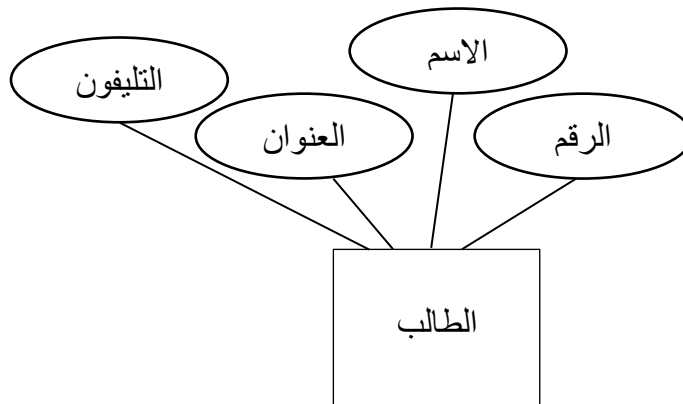 الاسم
التليفون
الرقم
العنوان
الطالب